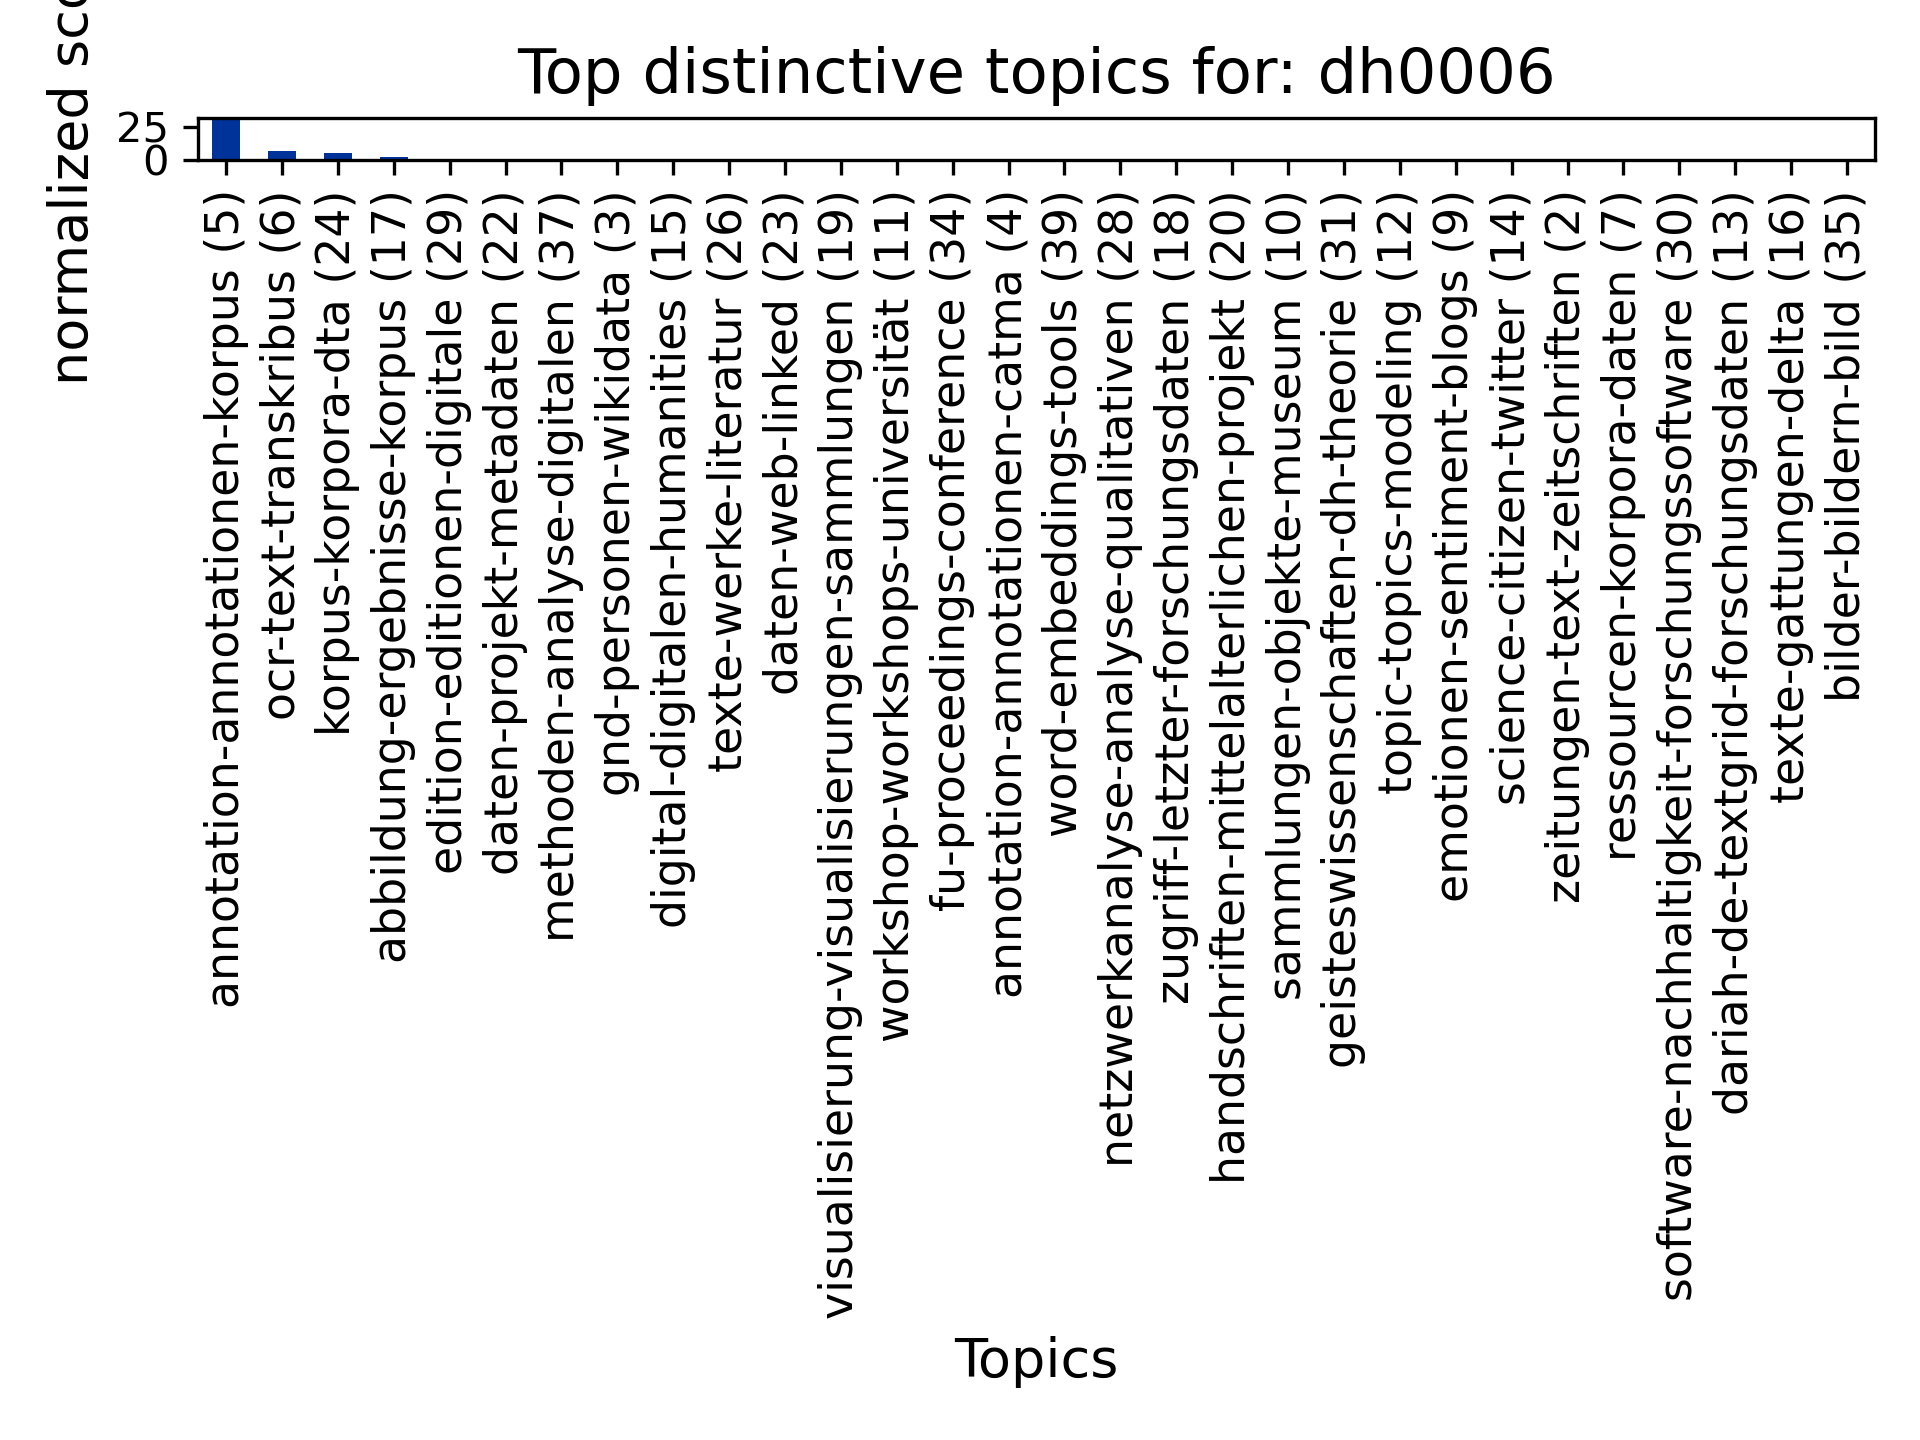 Top distinctive topics for: dh0006
normalized sco
25
0
annotation-annotationen-korpus (5)
ocr-text-transkribus (6)
korpus-korpora-dta (24)
abbildung-ergebnisse-korpus (17)
edition-editionen-digitale (29)
daten-projekt-metadaten (22)
methoden-analyse-digitalen (37)
gnd-personen-wikidata (3)
digital-digitalen-humanities (15)
texte-werke-literatur (26)
daten-web-linked (23)
visualisierung-visualisierungen-sammlungen (19)
workshop-workshops-universität (11)
fu-proceedings-conference (34)
annotation-annotationen-catma (4)
word-embeddings-tools (39)
netzwerkanalyse-analyse-qualitativen (28)
zugriff-letzter-forschungsdaten (18)
handschriften-mittelalterlichen-projekt (20)
sammlungen-objekte-museum (10)
geisteswissenschaften-dh-theorie (31)
topic-topics-modeling (12)
emotionen-sentiment-blogs (9)
science-citizen-twitter (14)
zeitungen-text-zeitschriften (2)
ressourcen-korpora-daten (7)
software-nachhaltigkeit-forschungssoftware (30)
dariah-de-textgrid-forschungsdaten (13)
texte-gattungen-delta (16)
bilder-bildern-bild (35)
Topics